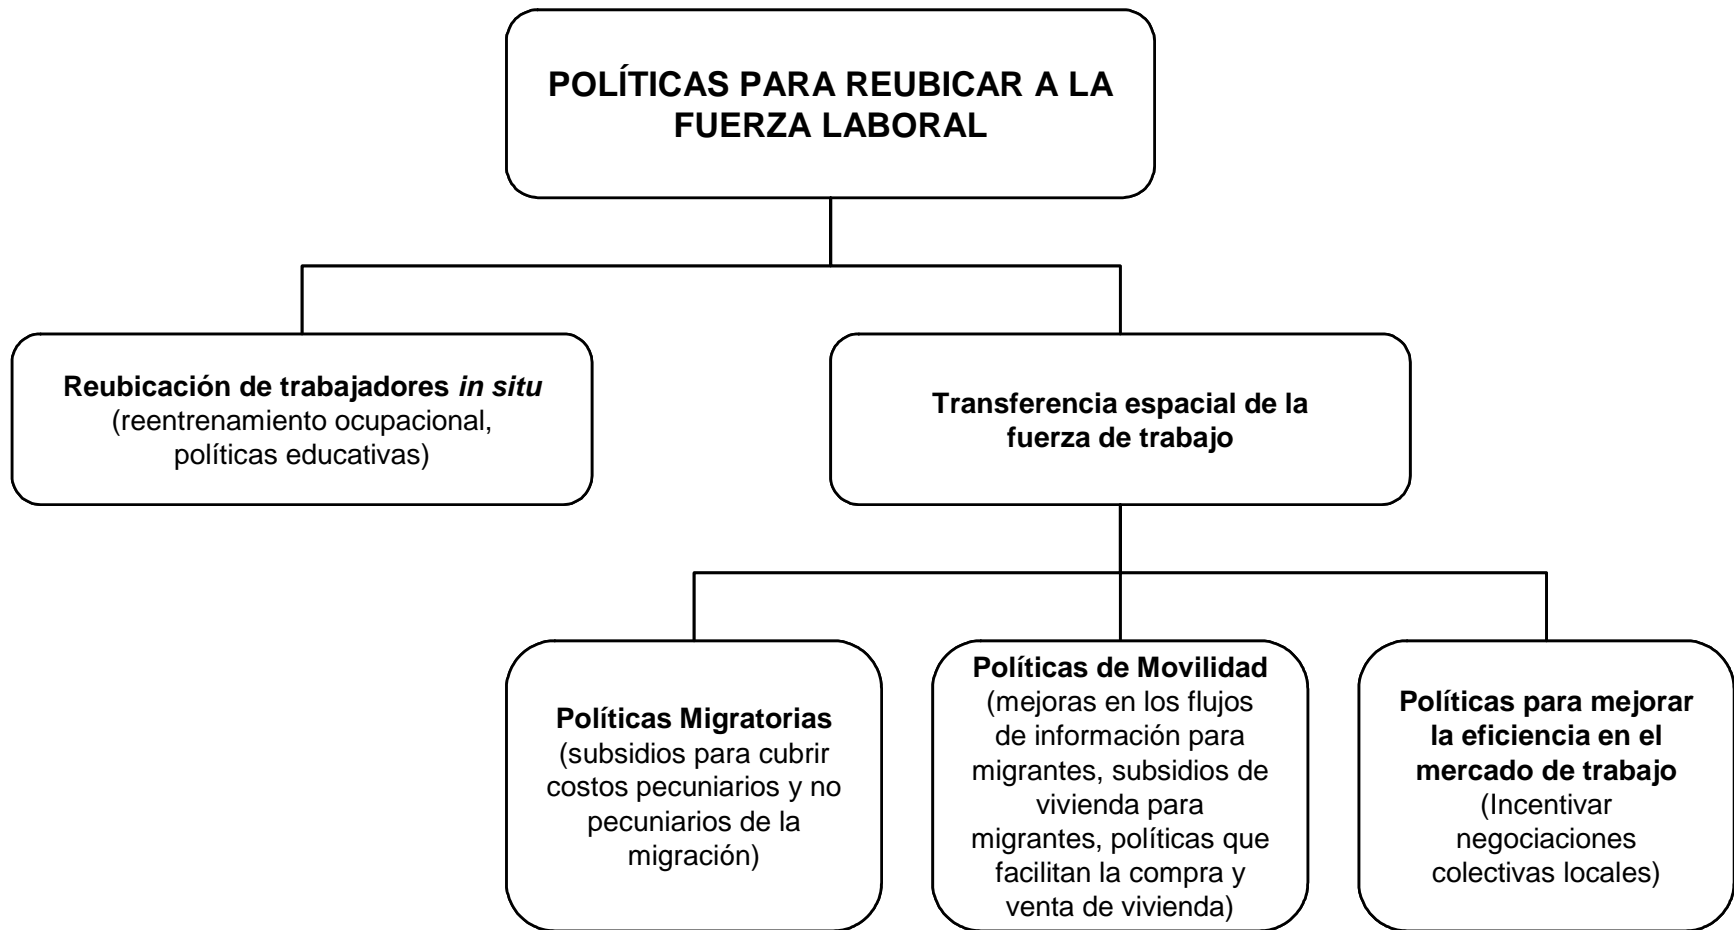 POLÍTICAS PARA REUBICAR A LA
FUERZA LABORAL
Reubicación de trabajadores in situ
(reentrenamiento ocupacional,
políticas educativas)
Transferencia espacial de la
fuerza de trabajo
Políticas Migratorias
(subsidios para cubrir
costos pecuniarios y no
pecuniarios de la
migración)
Políticas de Movilidad
(mejoras en los flujos
de información para
migrantes, subsidios de
vivienda para
migrantes, políticas que
facilitan la compra y
venta de vivienda)
Políticas para mejorar
la eficiencia en el
mercado de trabajo
(Incentivar
negociaciones
colectivas locales)